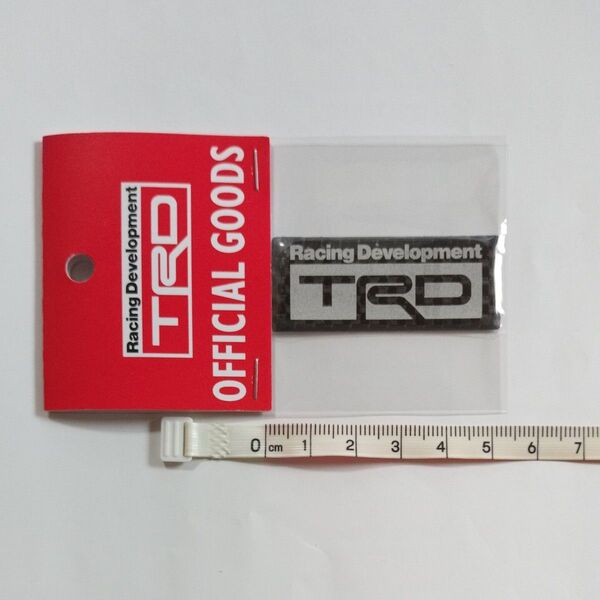 Racing Development
TRD
OFFICIAL GOODS
Racing Development
TRD
0 cm 1 2 3 4 5 6 7